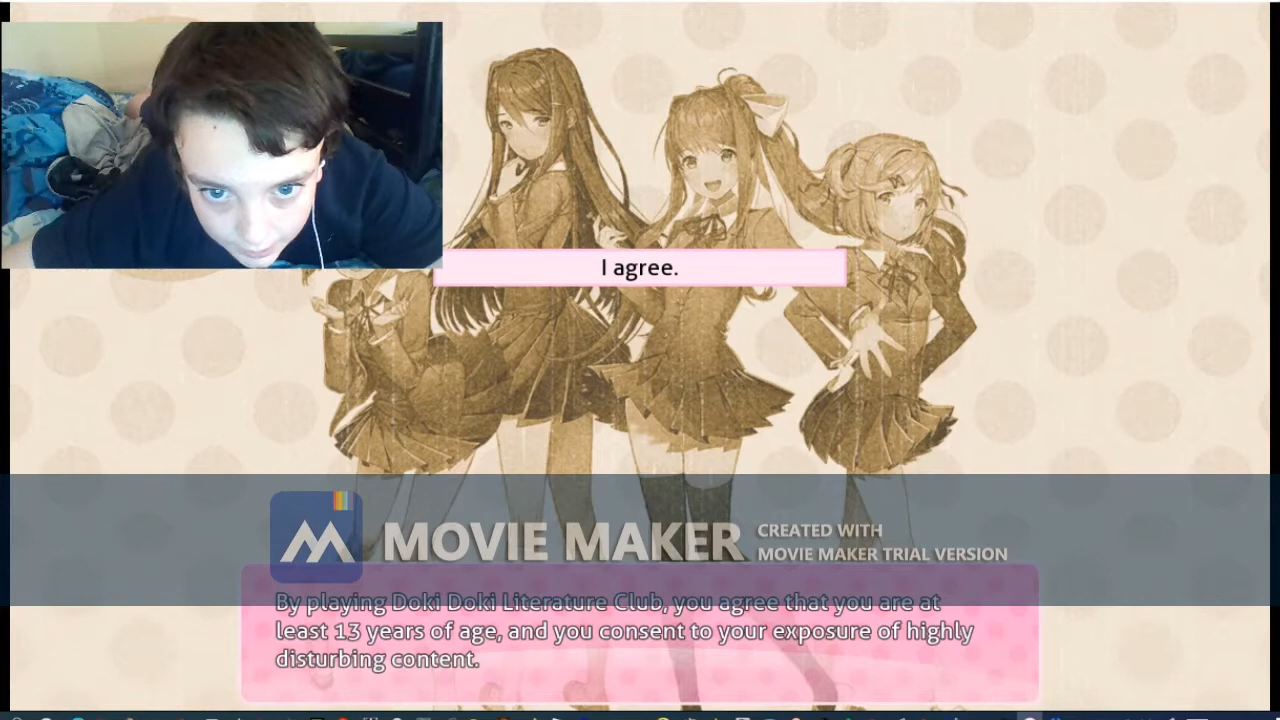 I agree.
MOVIE MAKER
CREATED WITH
MOVIE MAKER TRIAL VERSION
By playing Doki Doki Literature Club, you agree that you are at
least 13 years of age, and you consent to your exposure of highly
disturbing content.